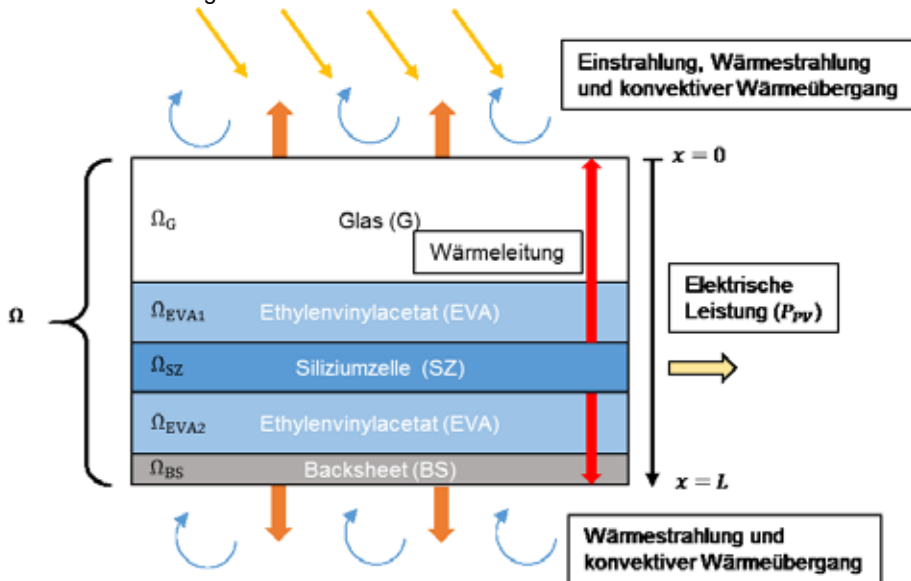 Einstrahlung, Wärmestrahlung
und konvektiver Wärmeübergang
x = 0
Ω_G
Glas (G)
Wärmeleitung
Elektrische
Leistung (P_PV)
Ω
Ω_EVA1
Ethylenvinylacetat (EVA)
Ω_SZ
Siliziumzelle (SZ)
Ω_EVA2
Ethylenvinylacetat (EVA)
Ω_BS
Backsheet (BS)
x = L
Wärmestrahlung und
konvektiver Wärmeübergang